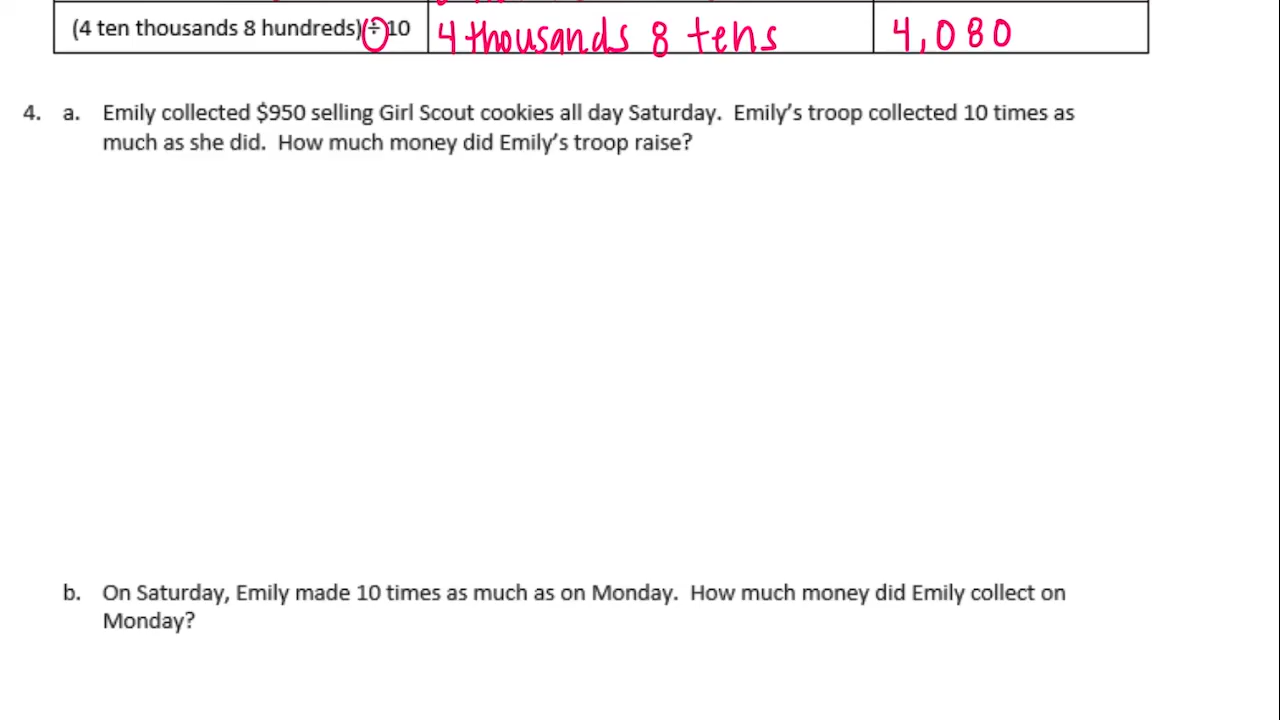 (4 ten thousands 8 hundreds) ÷ 10 4 thousands 8 tens 4,080
4. a. Emily collected $950 selling Girl Scout cookies all day Saturday. Emily's troop collected 10 times as
much as she did. How much money did Emily's troop raise?
b. On Saturday, Emily made 10 times as much as on Monday. How much money did Emily collect on
Monday?